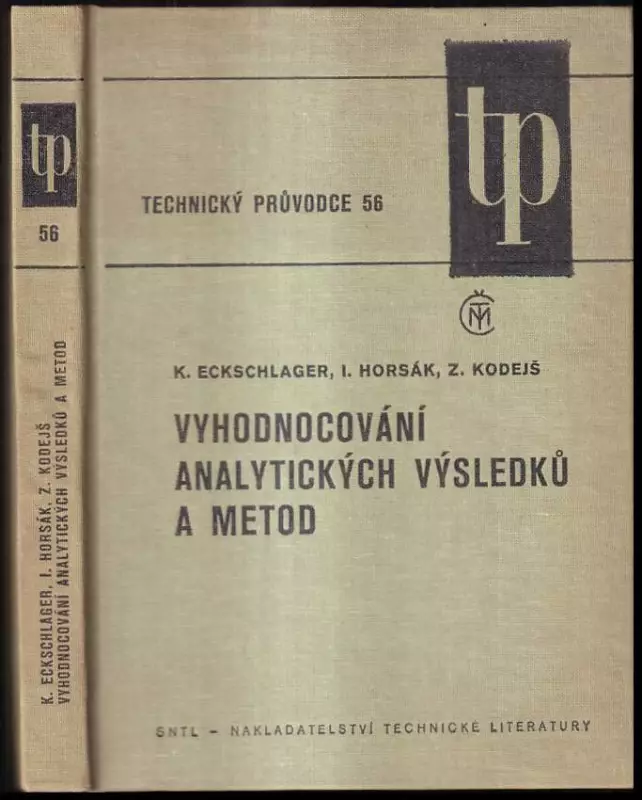 tp
56
K. ECKSCHLAGER, I. HORSÁK, Z. KODEJŠ
VYHODNOCOVÁNÍ ANALYTICKÝCH VÝSLEDKŮ A METOD
tp
TECHNICKÝ PRŮVODCE 56
K. ECKSCHLAGER, I. HORSÁK, Z. KODEJŠ
VYHODNOCOVÁNÍ
ANALYTICKÝCH VÝSLEDKŮ
A METOD
SNTL – NAKLADATELSTVÍ TECHNICKÉ LITERATURY